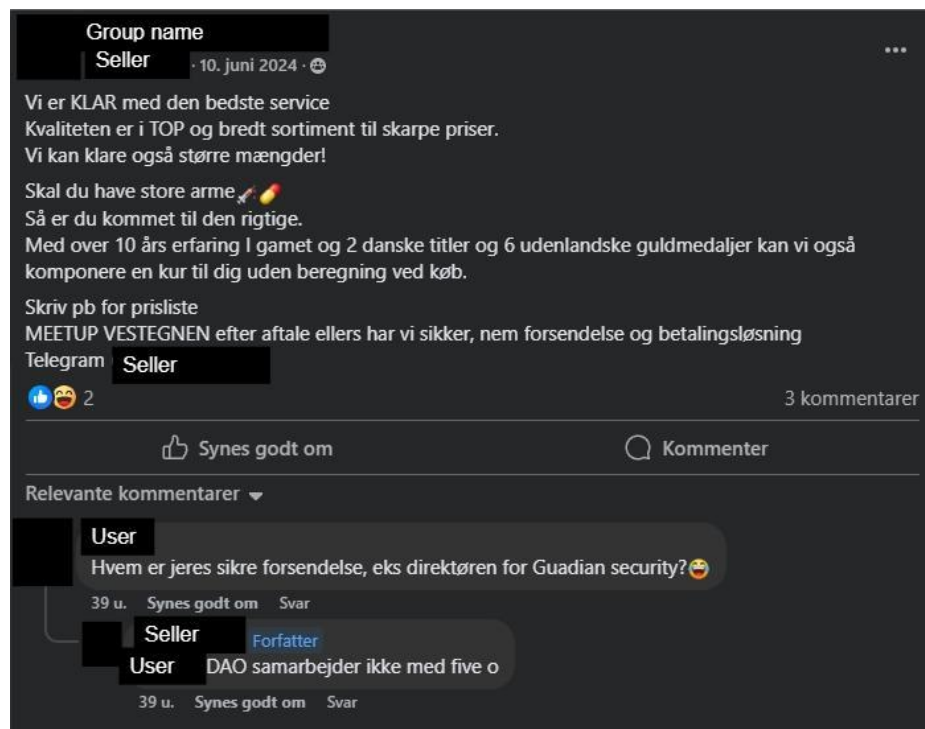 Group name
Seller · 10. juni 2024 ·
Vi er KLAR med den bedste service
Kvaliteten er i TOP og bredt sortiment til skarpe priser.
Vi kan klare også større mængder!
Skal du have store arme💉💊
Så er du kommet til den rigtige.
Med over 10 års erfaring I gamet og 2 danske titler og 6 udenlandske guldmedaljer kan vi også
komponere en kur til dig uden beregning ved køb.
Skriv pb for prisliste
MEETUP VESTEGNEN efter aftale ellers har vi sikker, nem forsendelse og betalingsløsning
Telegram Seller
2 3 kommentarer
Synes godt om Kommenter
Relevante kommentarer
User
Hvem er jeres sikre forsendelse, eks direktøren for Guadian security?😂
39 u. Synes godt om Svar
Seller Forfatter
User DAO samarbejder ikke med five o
39 u. Synes godt om Svar